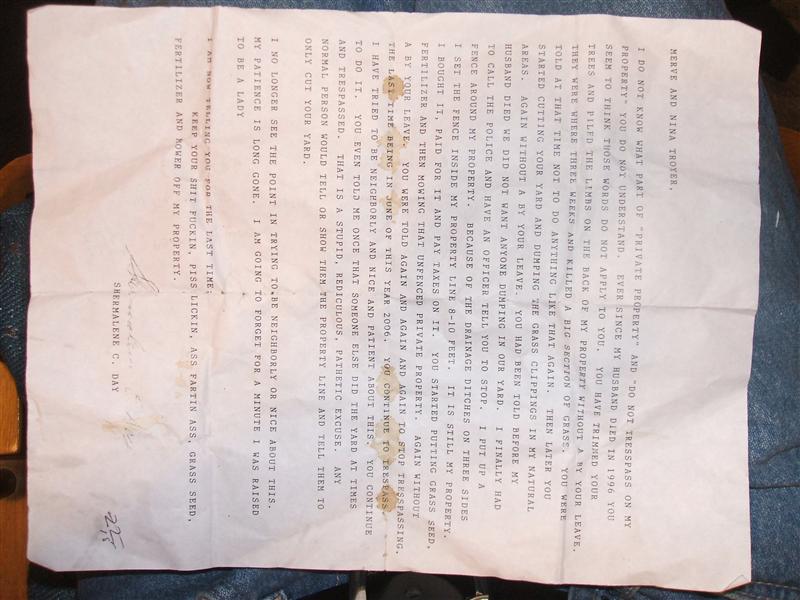 MERVE AND NINA TROYER.
I DO NOT KNOW WHAT PART OF "PRIVATE PROPERTY" AND "DO NOT TRESSPASS ON MY
PROPERTY" YOU DO NOT UNDERSTAND. EVER SINCE MY HUSBAND DIED IN 1996 YOU
SEEM TO THINK THOSE WORDS DO NOT APPLY TO YOU. YOU HAVE TRIMMED YOUR
TREES AND PILED THE LIMBS ON THE BACK OF MY PROPERTY WITHOUT A BY YOUR LEAVE.
THEY WERE WHERE THREE WEEKS AND KILLED A BIG SECTION OF GRASS. YOU WERE
TOLD AT THAT TIME NOT TO DO ANYTHING LIKE THAT AGAIN. THEN LATER YOU
STARTED CUTTING YOUR YARD AND DUMPING THE GRASS CLIPPINGS IN MY NATURAL
AREAS. AGAIN WITHOUT A BY YOUR LEAVE. YOU HAD BEEN TOLD BEFORE MY
HUSBAND DIED WE DID NOT WANT ANYONE DUMPING IN OUR YARD. I FINALLY HAD
TO CALL THE POLICE AND HAVE AN OFFICER TELL YOU TO STOP. I PUT UP A
FENCE AROUND MY PROPERTY. BECAUSE OF THE DRAINAGE DITCHES ON THREE SIDES
I SET THE FENCE INSIDE MY PROPERTY LINE 8-10 FEET. IT IS STILL MY PROPERTY.
I BOUGHT IT, PAID FOR IT AND PAY TAXES ON IT. YOU STARTED PUTTING GRASS SEED,
FERTILIZER AND THEN MOWING THAT UNFENCED PRIVATE PROPERTY. AGAIN WITHOUT
A BY YOUR LEAVE. YOU WERE TOLD AGAIN AND AGAIN AND AGAIN TO STOP TRESSPASSING.
THE LAST TIME BEING IN JUNE OF THIS YEAR 2006. YOU CONTINUE TO TRESPASS.
I HAVE TRIED TO BE NEIGHBORLY AND NICE AND PATIENT ABOUT THIS. YOU CONTINUE
TO DO IT. YOU EVEN TOLD ME ONCE THAT SOMEONE ELSE DID THE YARD AT TIMES
AND TRESPASSED. THAT IS A STUPID, REDICULOUS, PATHETIC EXCUSE. ANY
NORMAL PERSON WOULD TELL OR SHOW THEM THE PROPERTY LINE AND TELL THEM TO
ONLY CUT YOUR YARD.
I NO LONGER SEE THE POINT IN TRYING TO BE NEIGHBORLY OR NICE ABOUT THIS.
MY PATIENCE IS LONG GONE. I AM GOING TO FORGET FOR A MINUTE I WAS RAISED
TO BE A LADY
I AM NOW TELLING YOU FOR THE LAST TIME:
KEEP YOUR SHIT FUCKIN, PISS LICKIN, ASS FARTIN ASS, GRASS SEED,
FERTILIZER AND MOWER OFF MY PROPERTY.
SHERMALENE C. DAY